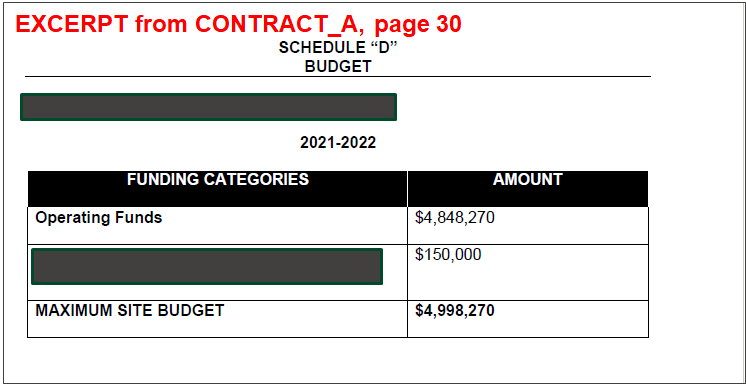 EXCERPT from CONTRACT_A, page 30
SCHEDULE “D”
BUDGET
2021-2022
FUNDING CATEGORIES AMOUNT
Operating Funds $4,848,270
$150,000
MAXIMUM SITE BUDGET $4,998,270